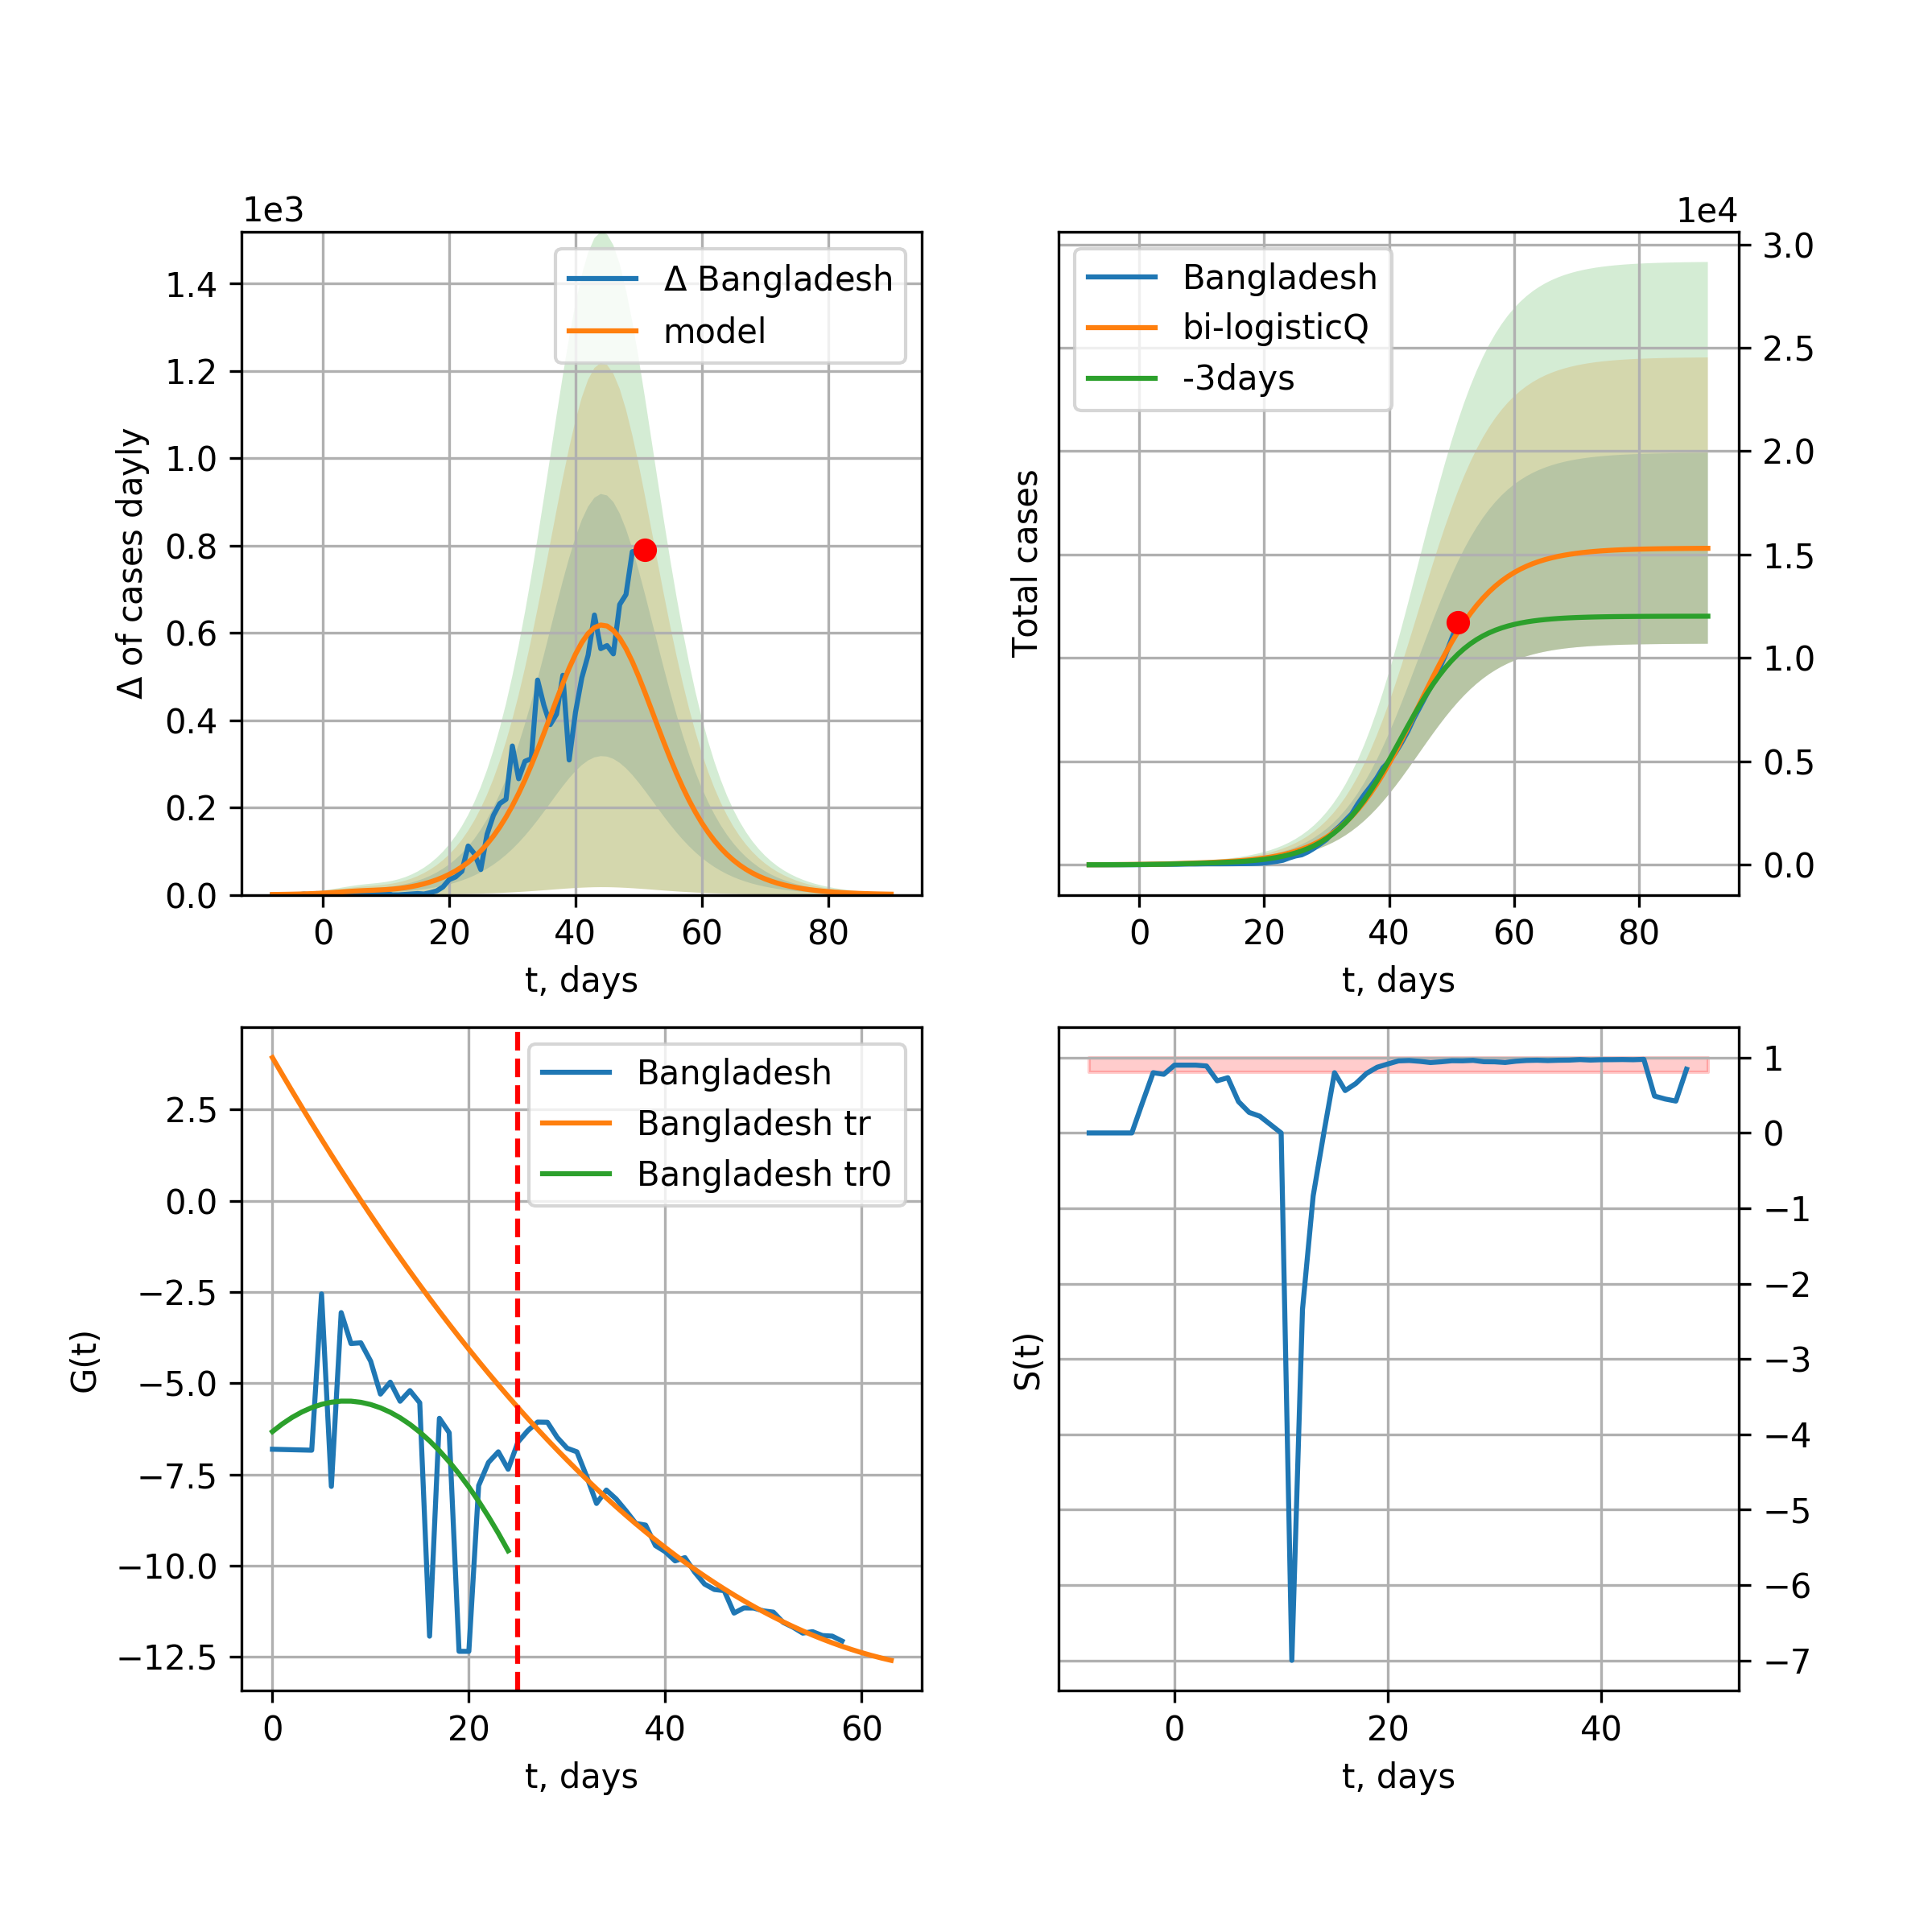 1e3
1.4
1.2
1.0
0.8
0.6
0.4
0.2
0.0
Δ of cases dayly
Δ Bangladesh
model
0 20 40 60 80
t, days
1e4
3.0
2.5
2.0
1.5
1.0
0.5
0.0
Total cases
Bangladesh
bi-logisticQ
-3days
0 20 40 60 80
t, days
2.5
0.0
−2.5
−5.0
−7.5
−10.0
−12.5
G(t)
Bangladesh
Bangladesh tr
Bangladesh tr0
0 20 40 60
t, days
1
0
−1
−2
−3
−4
−5
−6
−7
S(t)
0 20 40
t, days